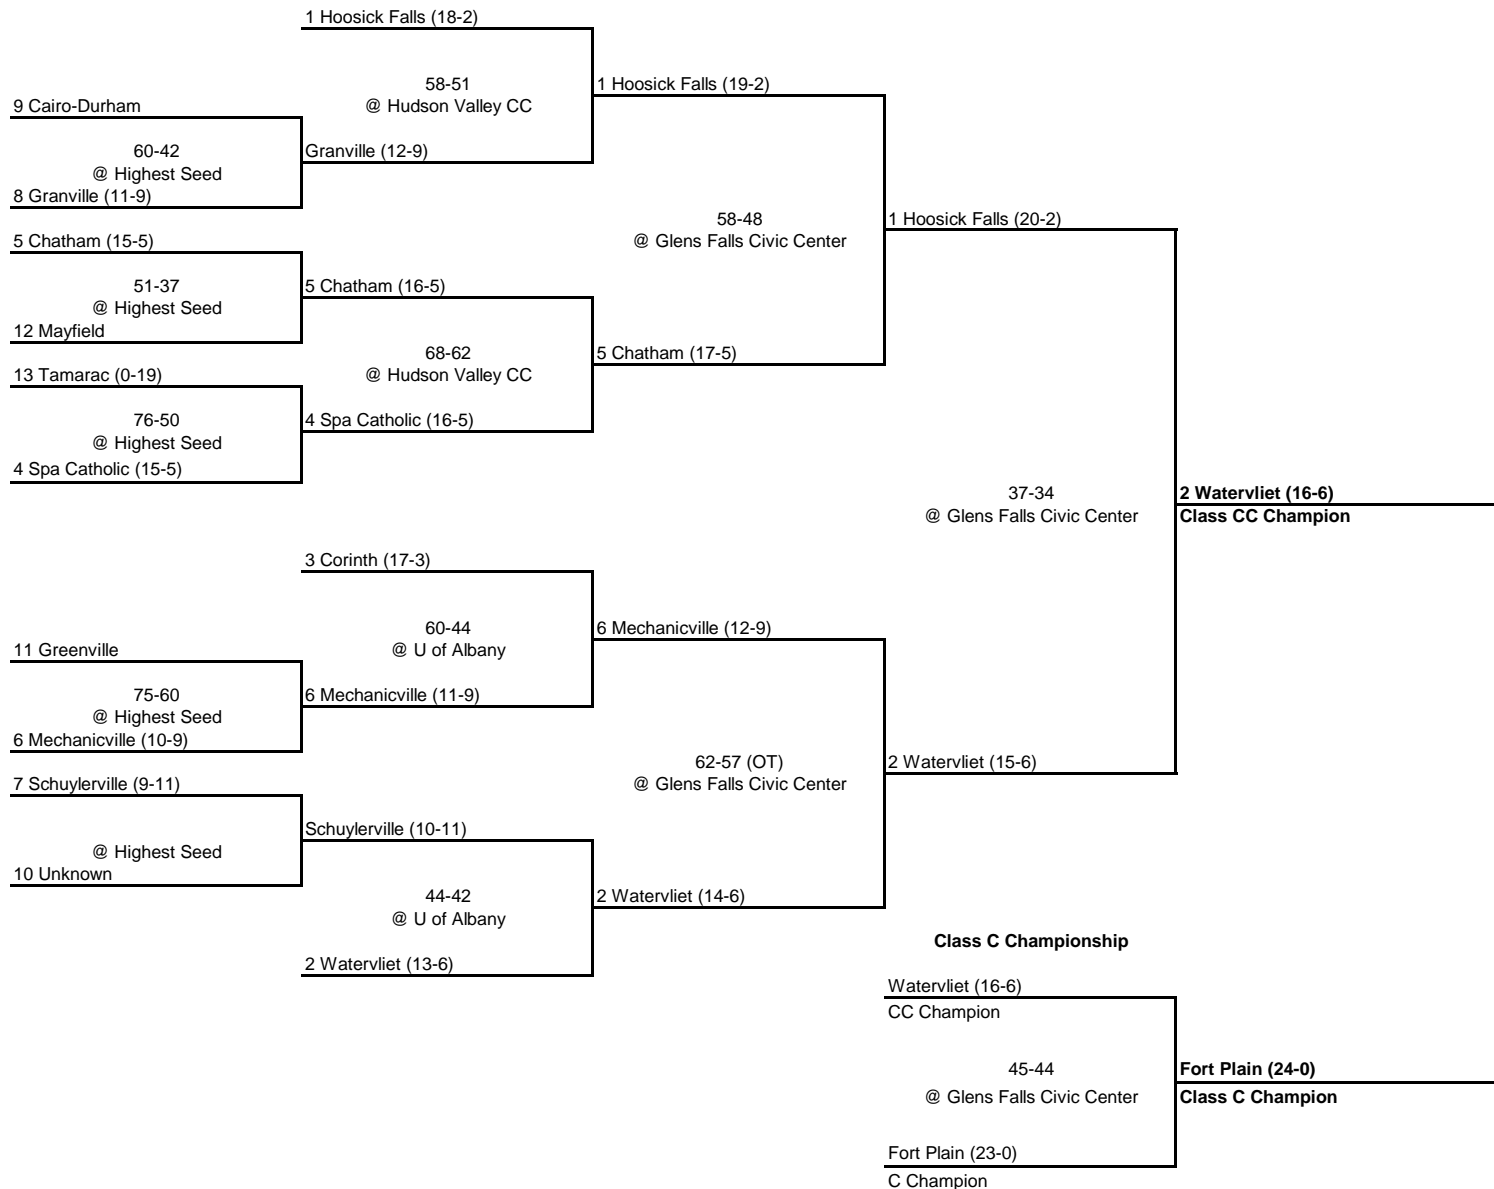 1 Hoosick Falls (18-2)
58-51
@ Hudson Valley CC
1 Hoosick Falls (19-2)
9 Cairo-Durham
60-42
@ Highest Seed
Granville (12-9)
8 Granville (11-9)
58-48
@ Glens Falls Civic Center
1 Hoosick Falls (20-2)
5 Chatham (15-5)
51-37
@ Highest Seed
5 Chatham (16-5)
12 Mayfield
68-62
@ Hudson Valley CC
5 Chatham (17-5)
13 Tamarac (0-19)
76-50
@ Highest Seed
4 Spa Catholic (16-5)
4 Spa Catholic (15-5)
37-34
@ Glens Falls Civic Center
2 Watervliet (16-6)
Class CC Champion
3 Corinth (17-3)
60-44
@ U of Albany
6 Mechanicville (12-9)
11 Greenville
75-60
@ Highest Seed
6 Mechanicville (11-9)
6 Mechanicville (10-9)
62-57 (OT)
@ Glens Falls Civic Center
2 Watervliet (15-6)
7 Schuylerville (9-11)
@ Highest Seed
Schuylerville (10-11)
10 Unknown
44-42
@ U of Albany
2 Watervliet (14-6)
2 Watervliet (13-6)
Class C Championship
Watervliet (16-6)
CC Champion
45-44
@ Glens Falls Civic Center
Fort Plain (24-0)
Class C Champion
Fort Plain (23-0)
C Champion